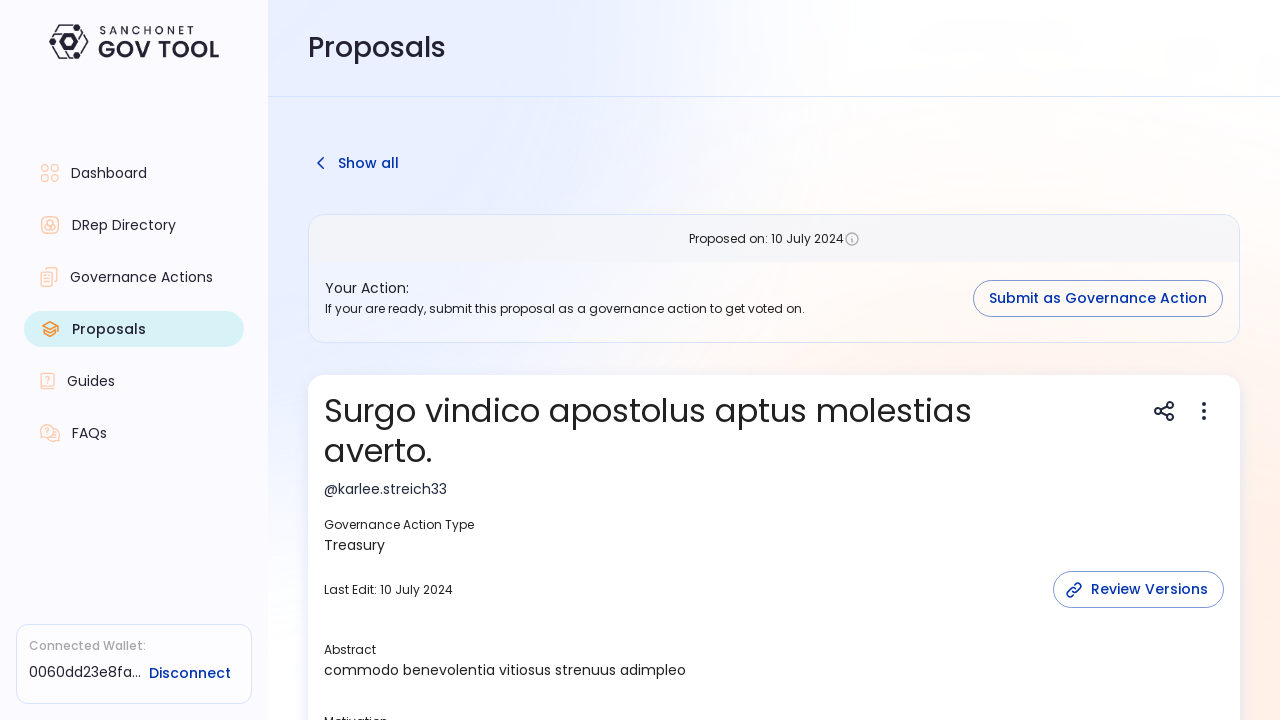 SANCHONET
GOV TOOL
Proposals
Dashboard
DRep Directory
Governance Actions
Proposals
Guides
FAQs
Connected Wallet:
0060dd23e8fa... Disconnect
Show all
Proposed on: 10 July 2024
Your Action:
If your are ready, submit this proposal as a governance action to get voted on.
Submit as Governance Action
Surgo vindico apostolus aptus molestias
averto.
@karlee.streich33
Governance Action Type
Treasury
Last Edit: 10 July 2024
Review Versions
Abstract
commodo benevolentia vitiosus strenuus adimpleo
Motivation